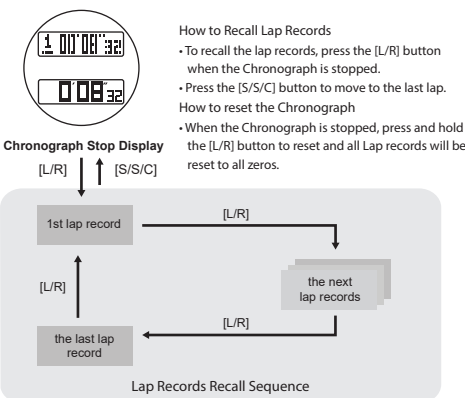 1 0'08"32
0'08"32
Chronograph Stop Display
How to Recall Lap Records
• To recall the lap records, press the [L/R] button
when the Chronograph is stopped.
• Press the [S/S/C] button to move to the last lap.
How to reset the Chronograph
• When the Chronograph is stopped, press and hold
the [L/R] button to reset and all Lap records will be
reset to all zeros.
[L/R] [S/S/C]
1st lap record
[L/R]
the next
lap records
[L/R]
[L/R]
the last lap
record
Lap Records Recall Sequence